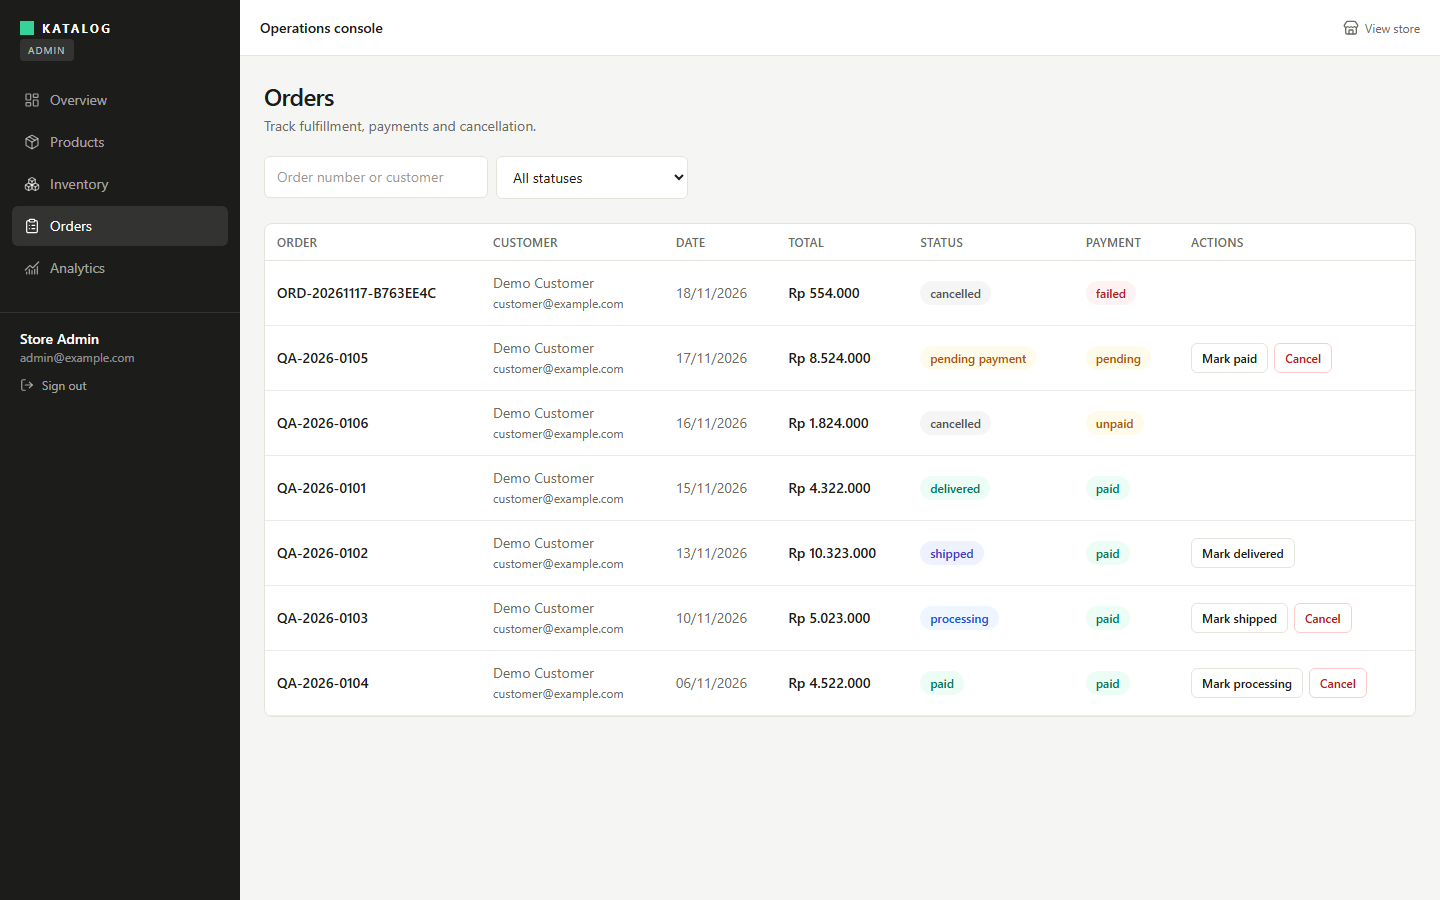 KATALOG
ADMIN
Overview
Products
Inventory
Orders
Analytics
Store Admin
admin@example.com
Sign out
Operations console
View store
Orders
Track fulfillment, payments and cancellation.
Order number or customer
All statuses
ORDER CUSTOMER DATE TOTAL STATUS PAYMENT ACTIONS
ORD-20261117-B763EE4C Demo Customer 18/11/2026 Rp 554.000 cancelled failed
customer@example.com
QA-2026-0105 Demo Customer 17/11/2026 Rp 8.524.000 pending payment pending Mark paid Cancel
customer@example.com
QA-2026-0106 Demo Customer 16/11/2026 Rp 1.824.000 cancelled unpaid
customer@example.com
QA-2026-0101 Demo Customer 15/11/2026 Rp 4.322.000 delivered paid
customer@example.com
QA-2026-0102 Demo Customer 13/11/2026 Rp 10.323.000 shipped paid Mark delivered
customer@example.com
QA-2026-0103 Demo Customer 10/11/2026 Rp 5.023.000 processing paid Mark shipped Cancel
customer@example.com
QA-2026-0104 Demo Customer 06/11/2026 Rp 4.522.000 paid paid Mark processing Cancel
customer@example.com